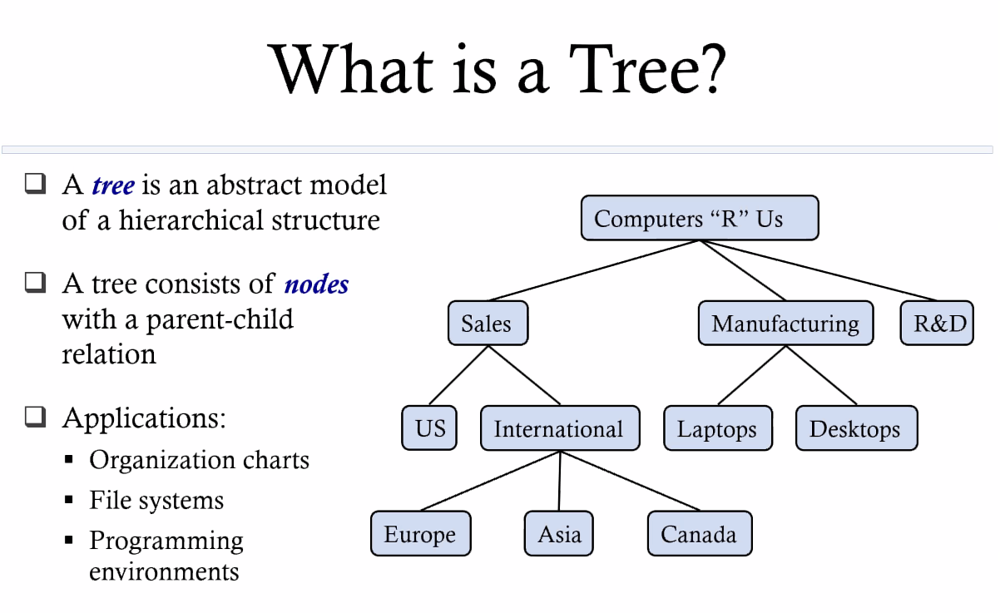 What is a Tree?
A tree is an abstract model
of a hierarchical structure
A tree consists of nodes
with a parent-child
relation
Applications:
Organization charts
File systems
Programming
environments
Computers “R” Us
Sales
Manufacturing
R&D
US
International
Laptops
Desktops
Europe
Asia
Canada